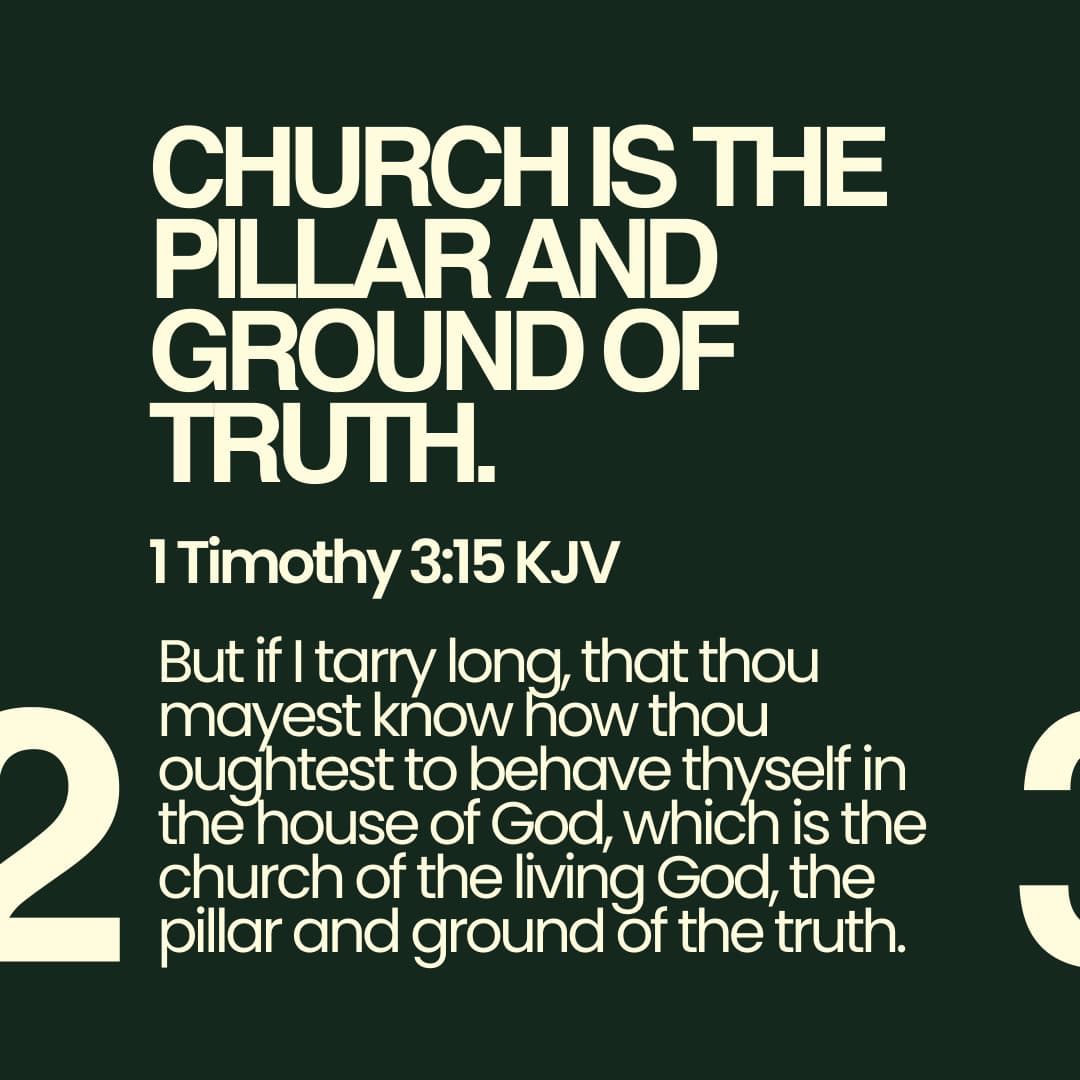 CHURCH IS THE
PILLAR AND
GROUND OF
TRUTH.
1 Timothy 3:15 KJV
But if I tarry long, that thou
mayest know how thou
oughtest to behave thyself in
the house of God, which is the
church of the living God, the
pillar and ground of the truth.
2
3